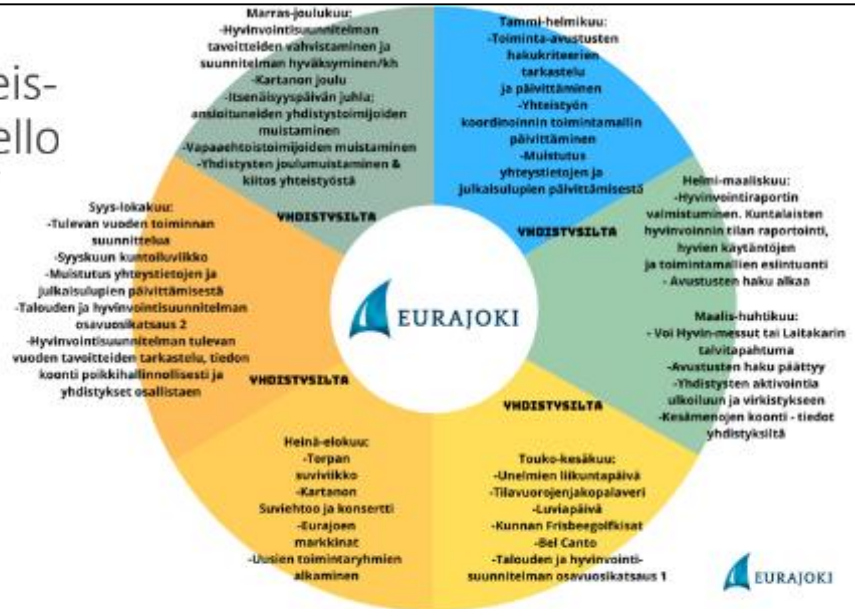 eis-
ello
Marras-joulukuu:
-Hyvinvointisuunnitelman
tavoitteiden vahvistaminen ja
suunnitelman hyväksyminen/kh
-Kartanon joulu
-Itsenäisyyspäivän juhla:
ansioituneiden yhdistystoimijoiden
muistaminen
-Vapaaehtoistoimijoiden muistaminen
-Yhdistysten joulumuistaminen &
kiitos yhteistyöstä
YHDISTYSILTA
Tammi-helmikuu:
-Toiminta-avustusten
hakukriteerien
tarkastelu
ja päivittäminen
-Yhteistyön
koordinoinnin toimintamallin
päivittäminen
-Muistutus
yhteystietojen ja
julkaisulupien päivittämisestä
YHDISTYSILTA
Helmi-maaliskuu:
-Hyvinvointiraportin
valmistuminen. Kuntalaisten
hyvinvoinnin tilan raportointi,
hyvien käytäntöjen
ja toimintamallien esiintuonti
- Avustusten haku alkaa
Maalis-huhtikuu:
- Voi Hyvin-messut tai Laitakarin
talvitapahtuma
-Avustusten haku päättyy
-Yhdistysten aktivointia
ulkoiluun ja virkistykseen
-Kesämenojen koonti - tiedot
yhdistyksiltä
YHDISTYSILTA
Touko-kesäkuu:
-Unelmien liikuntapäivä
-Tilavuorojenjakopalaveri
-Luviapäivä
-Kunnan Frisbeegolfkisat
-Bel Canto
-Talouden ja hyvinvointi-
suunnitelman osavuosikatsaus 1
Heinä-elokuu:
-Torpan
suviviikko
-Kartanon
Suviehtoo ja konsertti
-Eurajoen
markkinat
-Uusien toimintaryhmien
alkaminen
YHDISTYSILTA
Syys-lokakuu:
-Tulevan vuoden toiminnan
suunnittelua
-Syyskuun kuntoiluviikko
-Muistutus yhteystietojen ja
julkaisulupien päivittämisestä
-Talouden ja hyvinvointisuunnitelman
osavuosikatsaus 2
-Hyvinvointisuunnitelman tulevan
vuoden tavoitteiden tarkastelu, tiedon
koonti poikkihallinnollisesti ja
yhdistykset osallistaen
EURAJOKI
EURAJOKI